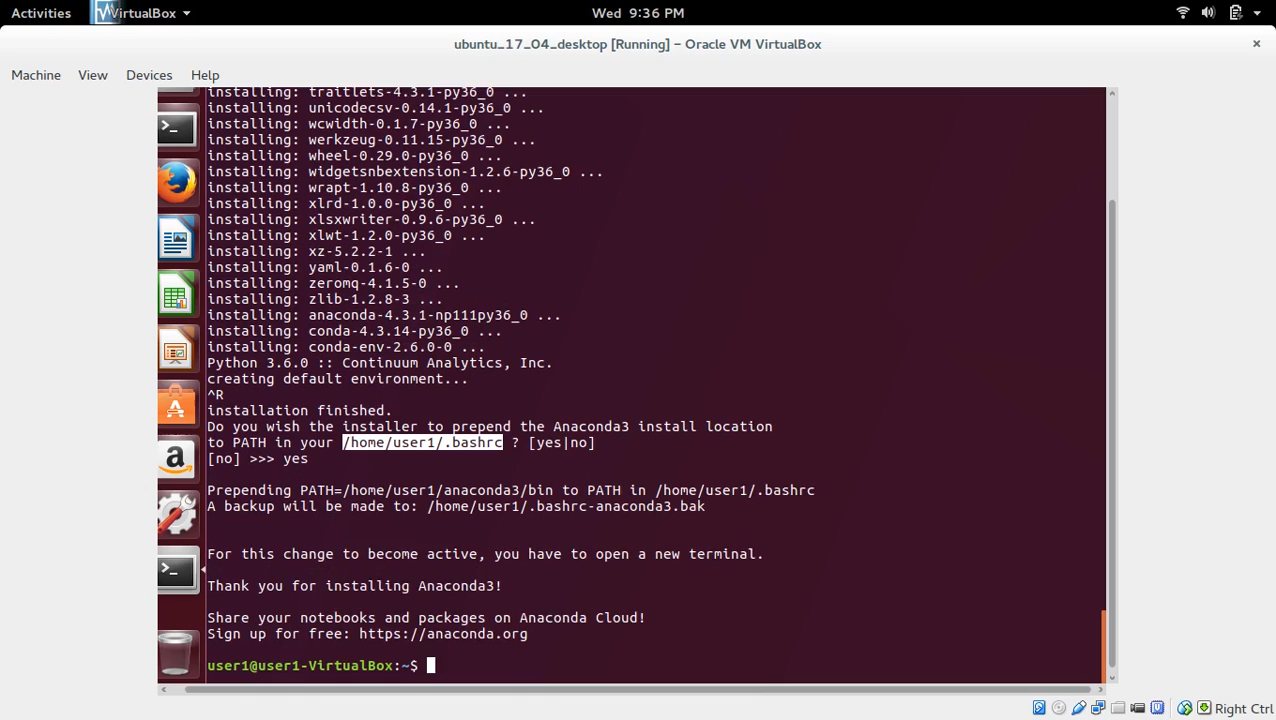 Activities VirtualBox Wed 9:36 PM
ubuntu_17_04_desktop [Running] – Oracle VM VirtualBox ×
Machine View Devices Help
installing: traitlets-4.3.1-py36_0 ...
installing: unicodecsv-0.14.1-py36_0 ...
installing: wcwidth-0.1.7-py36_0 ...
installing: werkzeug-0.11.15-py36_0 ...
installing: wheel-0.29.0-py36_0 ...
installing: widgetsnbextension-1.2.6-py36_0 ...
installing: wrapt-1.10.8-py36_0 ...
installing: xlrd-1.0.0-py36_0 ...
installing: xlsxwriter-0.9.6-py36_0 ...
installing: xlwt-1.2.0-py36_0 ...
installing: xz-5.2.2-1 ...
installing: yaml-0.1.6-0 ...
installing: zeromq-4.1.5-0 ...
installing: zlib-1.2.8-3 ...
installing: anaconda-4.3.1-np111py36_0 ...
installing: conda-4.3.14-py36_0 ...
installing: conda-env-2.6.0-0 ...
Python 3.6.0 :: Continuum Analytics, Inc.
creating default environment...
^R
installation finished.
Do you wish the installer to prepend the Anaconda3 install location
to PATH in your /home/user1/.bashrc ? [yes|no]
[no] >>> yes
Prepending PATH=/home/user1/anaconda3/bin to PATH in /home/user1/.bashrc
A backup will be made to: /home/user1/.bashrc-anaconda3.bak
For this change to become active, you have to open a new terminal.
Thank you for installing Anaconda3!
Share your notebooks and packages on Anaconda Cloud!
Sign up for free: https://anaconda.org
user1@user1-VirtualBox:~$
Right Ctrl